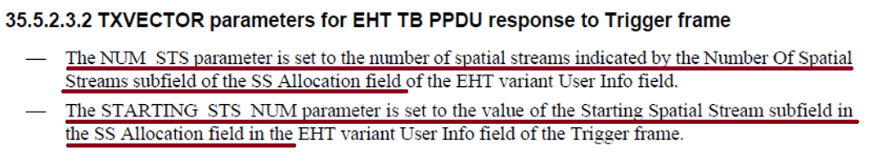 35.5.2.3.2 TXVECTOR parameters for EHT TB PPDU response to Trigger frame
— The NUM_STS parameter is set to the number of spatial streams indicated by the Number Of Spatial
Streams subfield of the SS Allocation field of the EHT variant User Info field.
— The STARTING_STS_NUM parameter is set to the value of the Starting Spatial Stream subfield in
the SS Allocation field in the EHT variant User Info field of the Trigger frame.